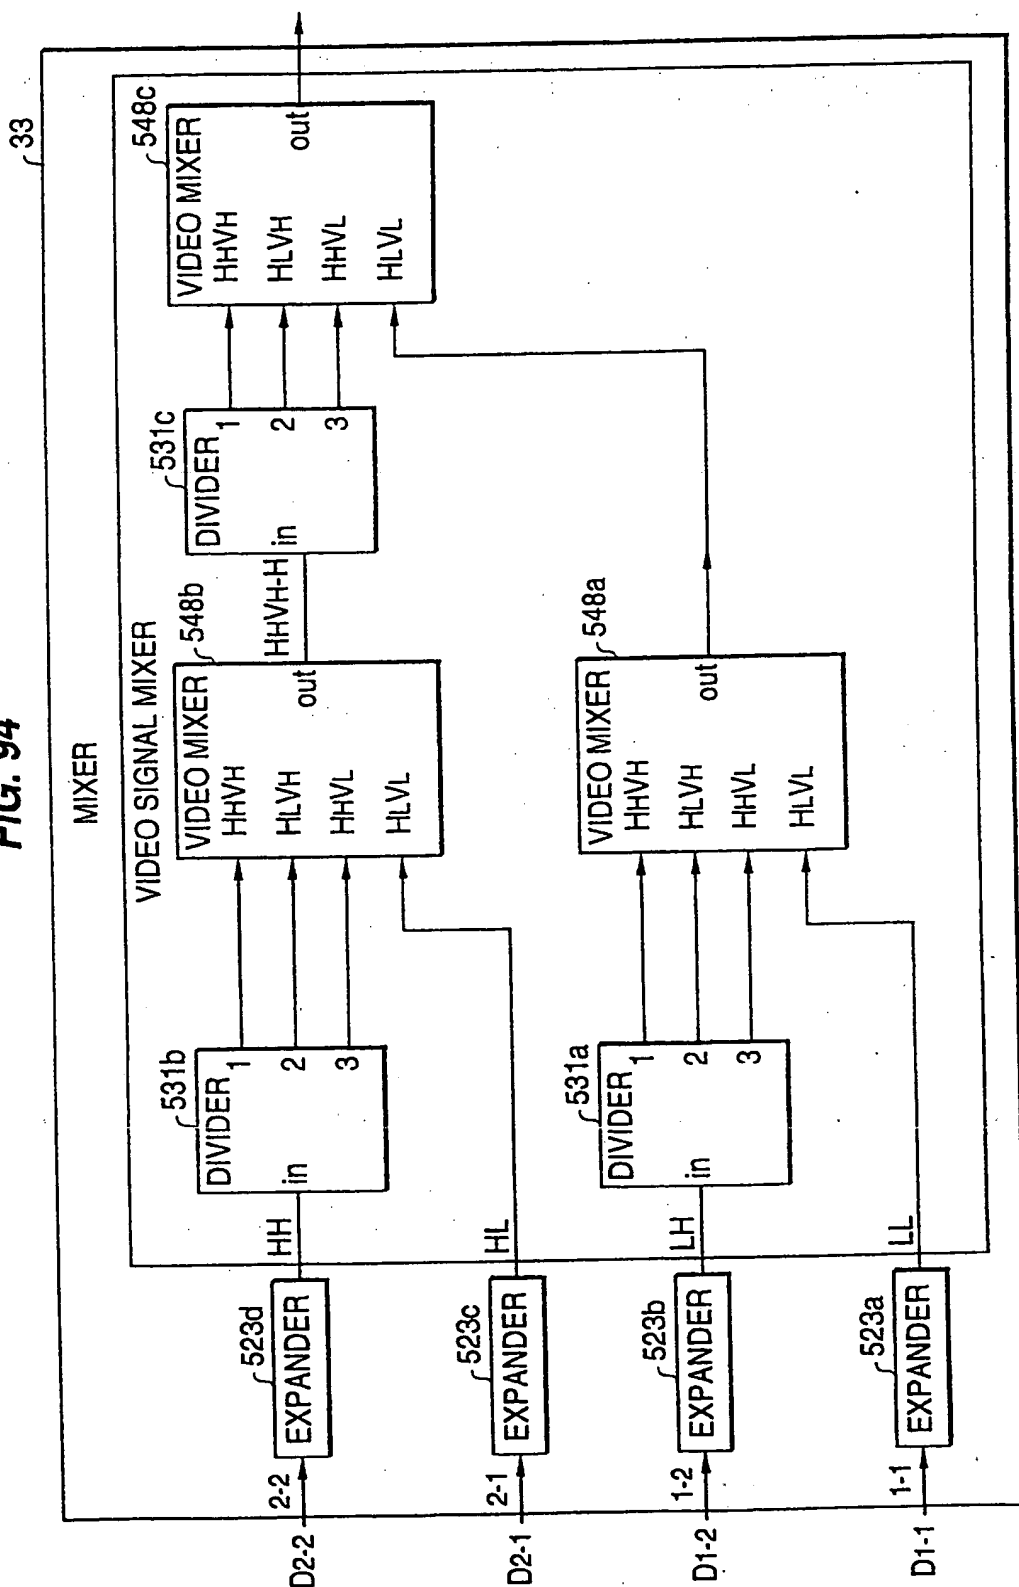 FIG. 94
33
MIXER
VIDEO SIGNAL MIXER
D2-2
2-2
523d
EXPANDER
HH
531b
DIVIDER
in
1
2
3
548b
VIDEO MIXER
HHVH
HLVH
HHVL
HLVL
out
HHVH-H
531c
DIVIDER
in
1
2
3
548c
VIDEO MIXER
HHVH
HLVH
HHVL
HLVL
out
D2-1
2-1
523c
EXPANDER
HL
D1-2
1-2
523b
EXPANDER
LH
531a
DIVIDER
in
1
2
3
548a
VIDEO MIXER
HHVH
HLVH
HHVL
HLVL
out
D1-1
1-1
523a
EXPANDER
LL